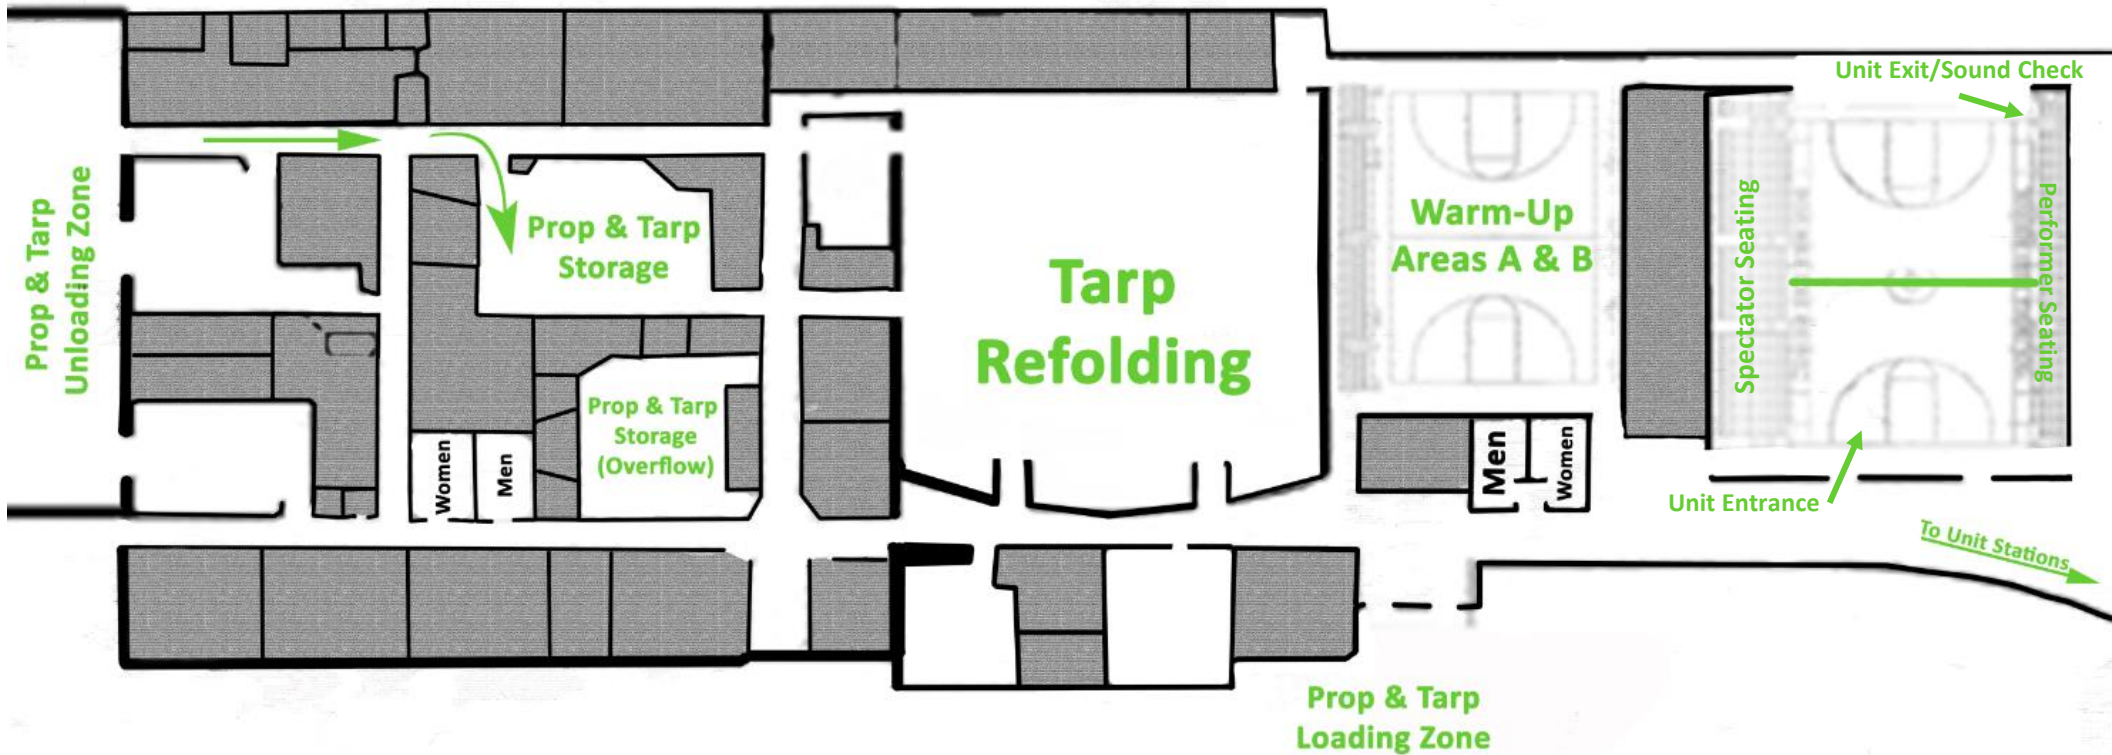 Prop & Tarp
Unloading Zone
Prop & Tarp
Storage
Prop & Tarp
Storage
(Overflow)
Women
Men
Tarp
Refolding
Warm-Up
Areas A & B
Men
Women
Spectator Seating
Performer Seating
Unit Exit/Sound Check
Unit Entrance
To Unit Stations
Prop & Tarp
Loading Zone